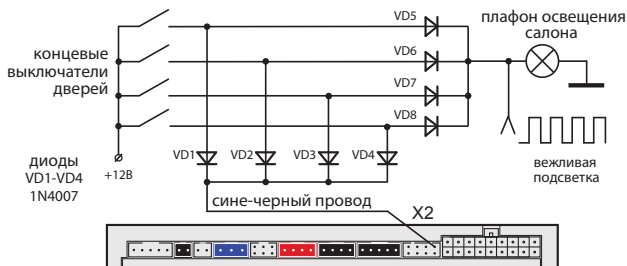 VD5
плафон освещения
салона
концевые
выключатели
дверей
VD6
VD7
VD8
диоды
VD1-VD4
1N4007
+12В
VD1
VD2
VD3
VD4
вежливая
подсветка
сине-черный провод
X2